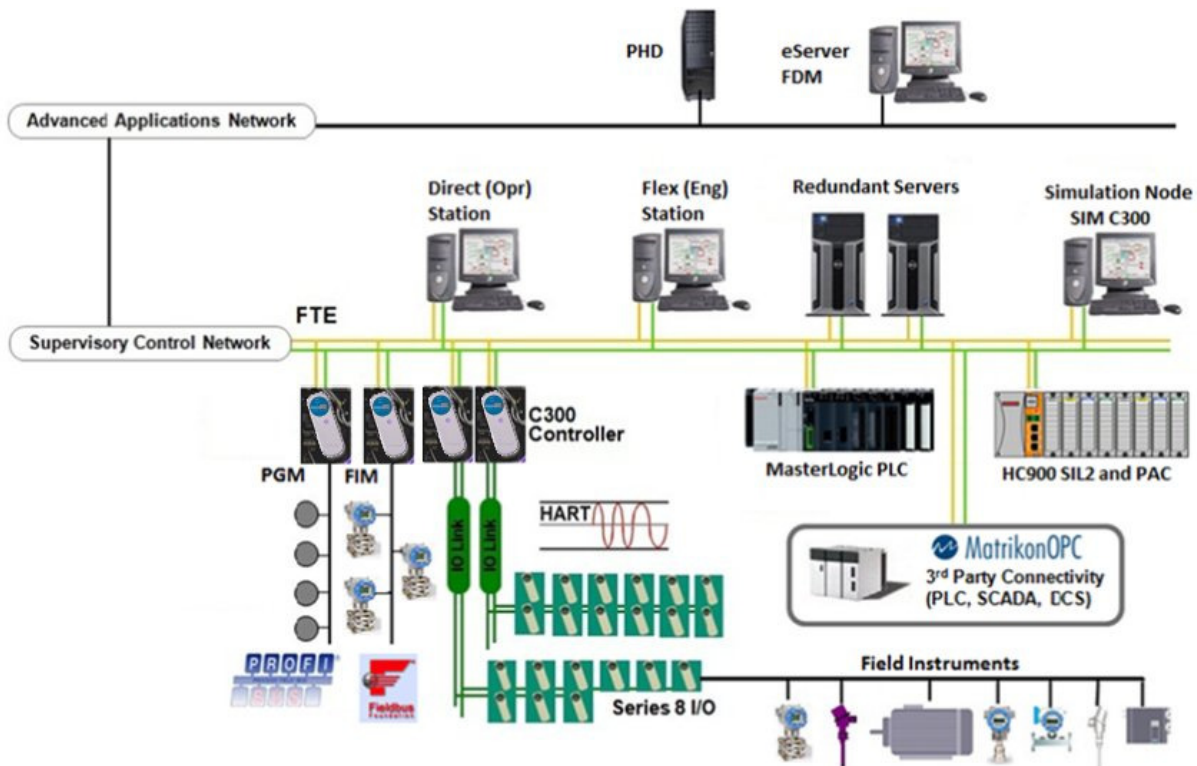 PHD
eServer
FDM
Advanced Applications Network
Direct (Opr)
Station
Flex (Eng)
Station
Redundant Servers
Simulation Node
SIM C300
FTE
Supervisory Control Network
C300
Controller
PGM
FIM
MasterLogic PLC
HC900 SIL2 and PAC
HART
IO Link
IO Link
MatrikonOPC
3rd Party Connectivity
(PLC, SCADA, DCS)
PROFI
BUS
Fieldbus
Foundation
Series 8 I/O
Field Instruments